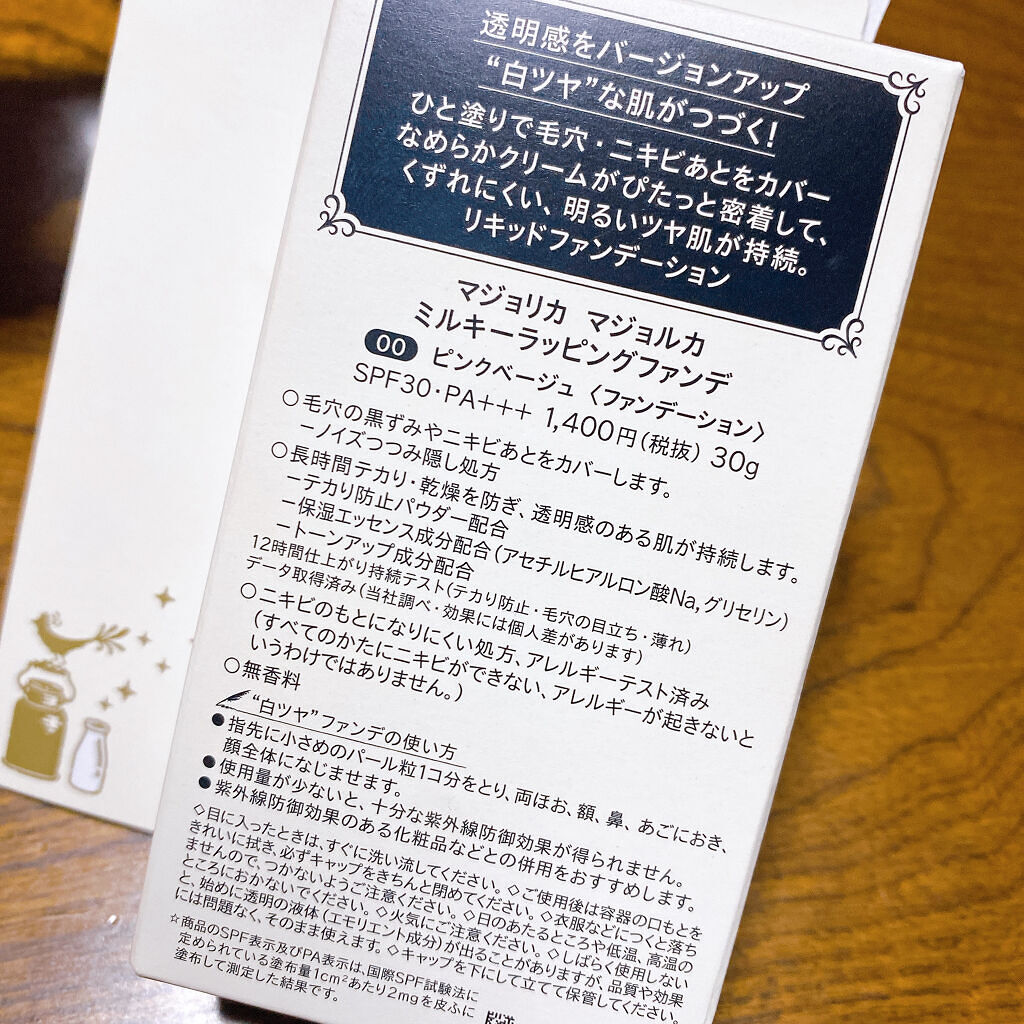 透明感をバージョンアップ
“白ツヤ”な肌がつづく!
ひと塗りで毛穴・ニキビあとをカバー
なめらかクリームがぴたっと密着して、
くずれにくい、明るいツヤ肌が持続。
リキッドファンデーション
マジョリカ マジョルカ
ミルキーラッピングファンデ
00 ピンクベージュ〈ファンデーション〉
SPF30・PA+++ 1,400円(税抜) 30g
○毛穴の黒ずみやニキビあとをカバーします。
－ノイズつつみ隠し処方
○長時間テカリ・乾燥を防ぎ、透明感のある肌が持続します。
－テカリ防止パウダー配合
－保湿エッセンス成分配合(アセチルヒアルロン酸Na,グリセリン)
－トーンアップ成分配合
12時間仕上がり持続テスト(テカリ防止・毛穴の目立ち・薄れ)
データ取得済み(当社調べ・効果には個人差があります)
○ニキビのもとになりにくい処方、アレルギーテスト済み
(すべてのかたにニキビができない、アレルギーが起きないと
いうわけではありません。)
○無香料
“白ツヤ”ファンデの使い方
●指先に小さめのパール粒1コ分をとり、両ほお、額、鼻、あごにおき、
顔全体になじませます。
●使用量が少ないと、十分な紫外線防御効果が得られません。
●紫外線防御効果のある化粧品などとの併用をおすすめします。
◇目に入ったときは、すぐに洗い流してください。◇ご使用後は容器の口もとを
きれいに拭き、必ずキャップをきちんと閉めてください。◇衣服などにつくと落ち
ませんので、つかないようご注意ください。◇日のあたるところや低温、高温の
ところにおかないでください。◇火気にご注意ください。◇しばらく使用しない
と、始めに透明の液体(エモリエント成分)が出ることがありますが、品質や効果
には問題なく、そのまま使えます。◇キャップを下にして立てて保管してください。
☆商品のSPF表示及びPA表示は、国際SPF試験法に
定められている塗布量1cm²あたり2mgを皮ふに
塗布して測定した結果です。